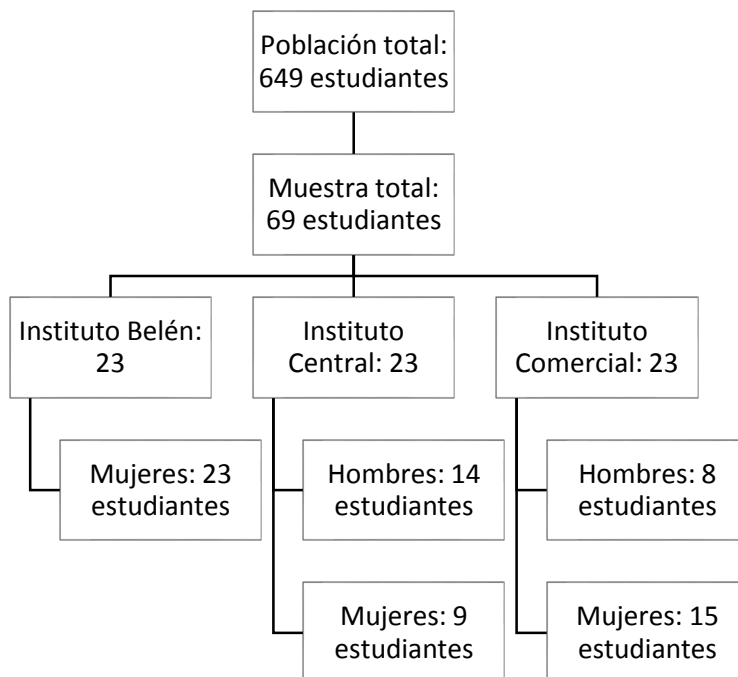 Población total:
649 estudiantes
Muestra total:
69 estudiantes
Instituto Belén:
23
Instituto
Central: 23
Instituto
Comercial: 23
Mujeres: 23
estudiantes
Hombres: 14
estudiantes
Hombres: 8
estudiantes
Mujeres: 9
estudiantes
Mujeres: 15
estudiantes